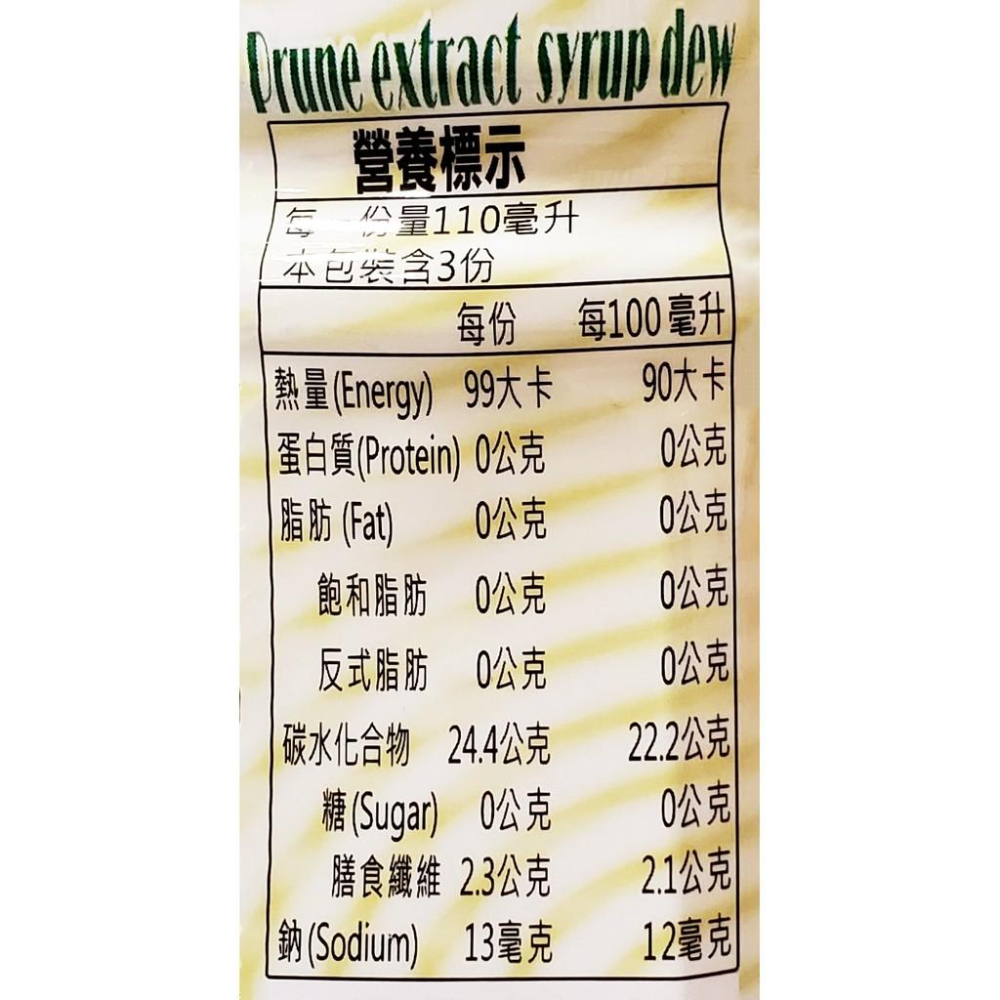 Prune extract syrup dew
營養標示
每一份量110毫升
本包裝含3份
每份 每100毫升
熱量(Energy) 99大卡 90大卡
蛋白質(Protein) 0公克 0公克
脂肪(Fat) 0公克 0公克
飽和脂肪 0公克 0公克
反式脂肪 0公克 0公克
碳水化合物 24.4公克 22.2公克
糖(Sugar) 0公克 0公克
膳食纖維 2.3公克 2.1公克
鈉(Sodium) 13毫克 12毫克